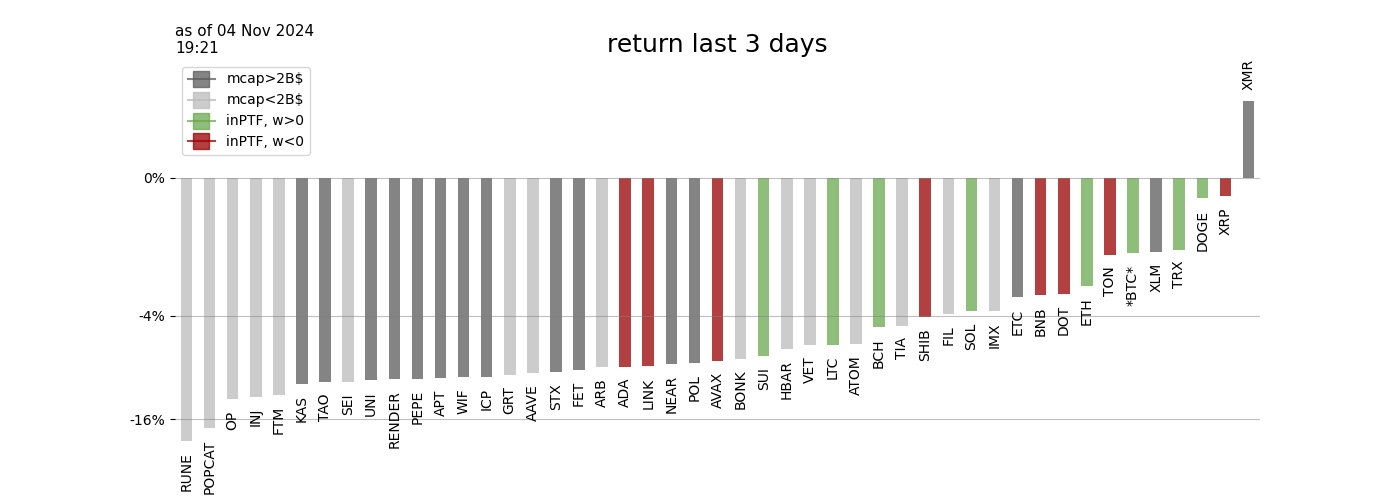 as of 04 Nov 2024
19:21
return last 3 days
mcap>2B$
mcap<2B$
inPTF, w>0
inPTF, w<0
0%
-4%
-16%
RUNE
POPCAT
OP
INJ
FTM
KAS
TAO
SEI
UNI
RENDER
PEPE
APT
WIF
ICP
GRT
AAVE
STX
FET
ARB
ADA
LINK
NEAR
POL
AVAX
BONK
SUI
HBAR
VET
LTC
ATOM
BCH
TIA
SHIB
FIL
SOL
IMX
ETC
BNB
DOT
ETH
TON
*BTC*
XLM
TRX
DOGE
XRP
XMR